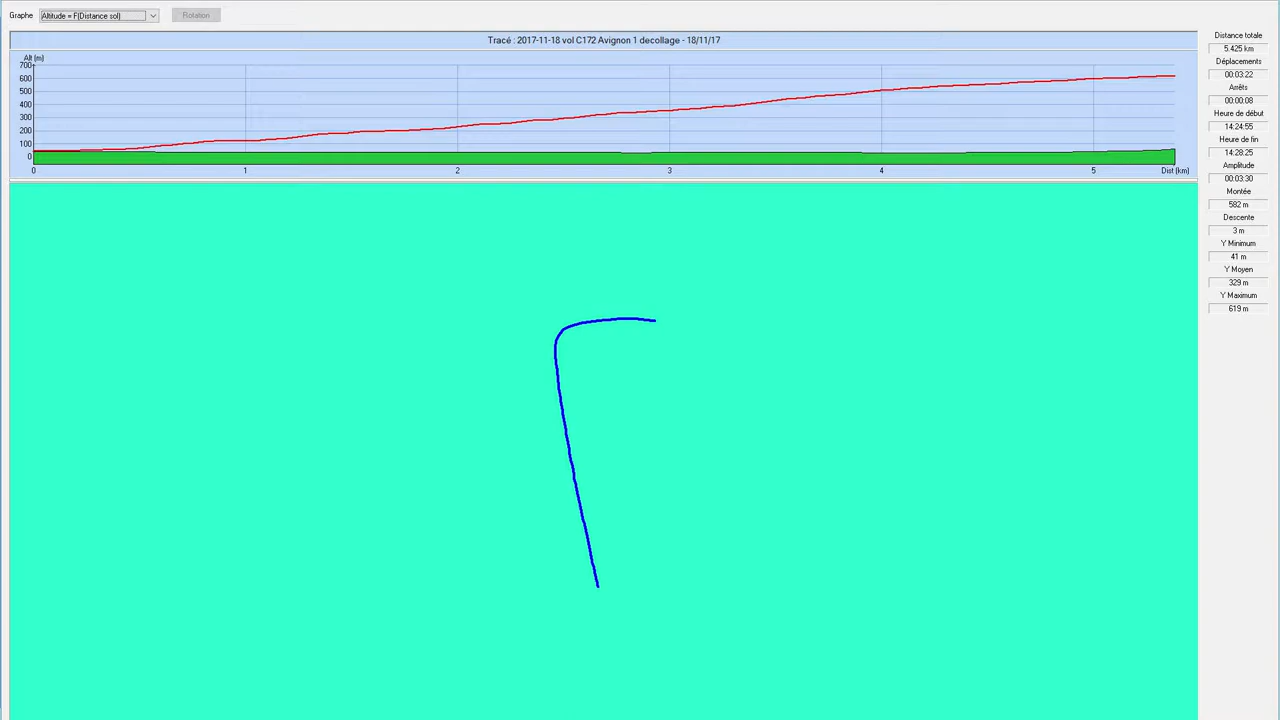 Graphe Altitude = F(Distance sol) Rotation
Tracé : 2017-11-18 vol C172 Avignon 1 decollage - 18/11/17
Alt (m)
700
600
500
400
300
200
100
0
0 1 2 3 4 5 Dist (km)
Distance totale
5.425 km
Déplacements
00:03:22
Arrêts
00:00:08
Heure de début
14:24:55
Heure de fin
14:28:25
Amplitude
00:03:30
Montée
582 m
Descente
3 m
Y Minimum
41 m
Y Moyen
329 m
Y Maximum
619 m